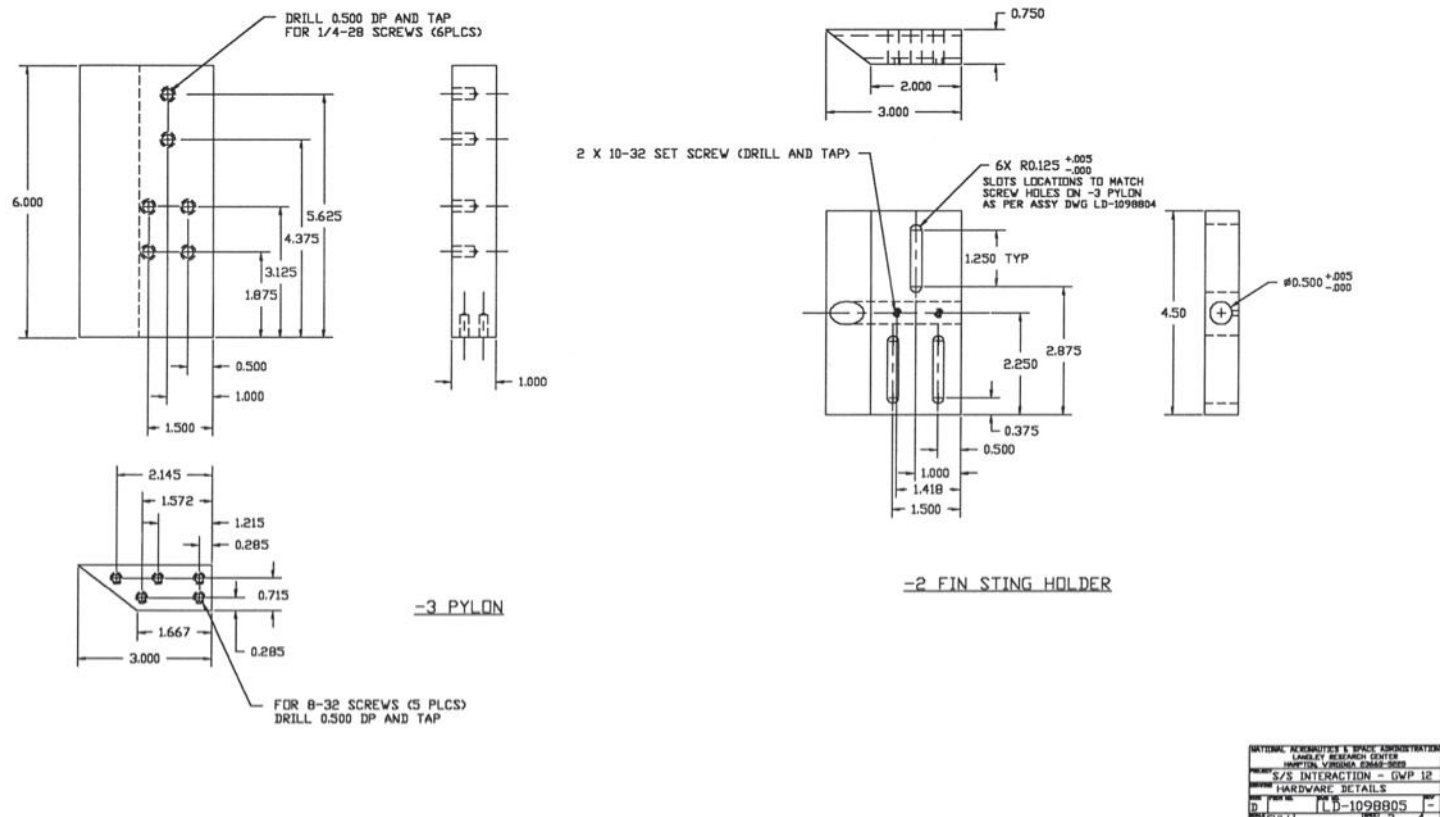 DRILL 0.500 DP AND TAP
FOR 1/4-28 SCREWS (6PLCS)
6.000
5.625
4.375
3.125
1.875
0.500
1.000
1.500
1.000
2.145
1.572
1.215
0.285
0.715
1.667
0.285
3.000
-3 PYLON
FOR 8-32 SCREWS (5 PLCS)
DRILL 0.500 DP AND TAP
0.750
2.000
3.000
2 X 10-32 SET SCREW (DRILL AND TAP)
6X R0.125 +.005 -.000
SLOTS LOCATIONS TO MATCH
SCREW HOLES ON -3 PYLON
AS PER ASSY DWG LD-1098804
1.250 TYP
ø0.500 +.005 -.000
4.50
2.875
2.250
0.375
0.500
1.000
1.418
1.500
-2 FIN STING HOLDER
NATIONAL AERONAUTICS & SPACE ADMINISTRATION
LANGLEY RESEARCH CENTER
HAMPTON, VIRGINIA
S/S INTERACTION - GWP 12
HARDWARE DETAILS
D
LD-1098805
-